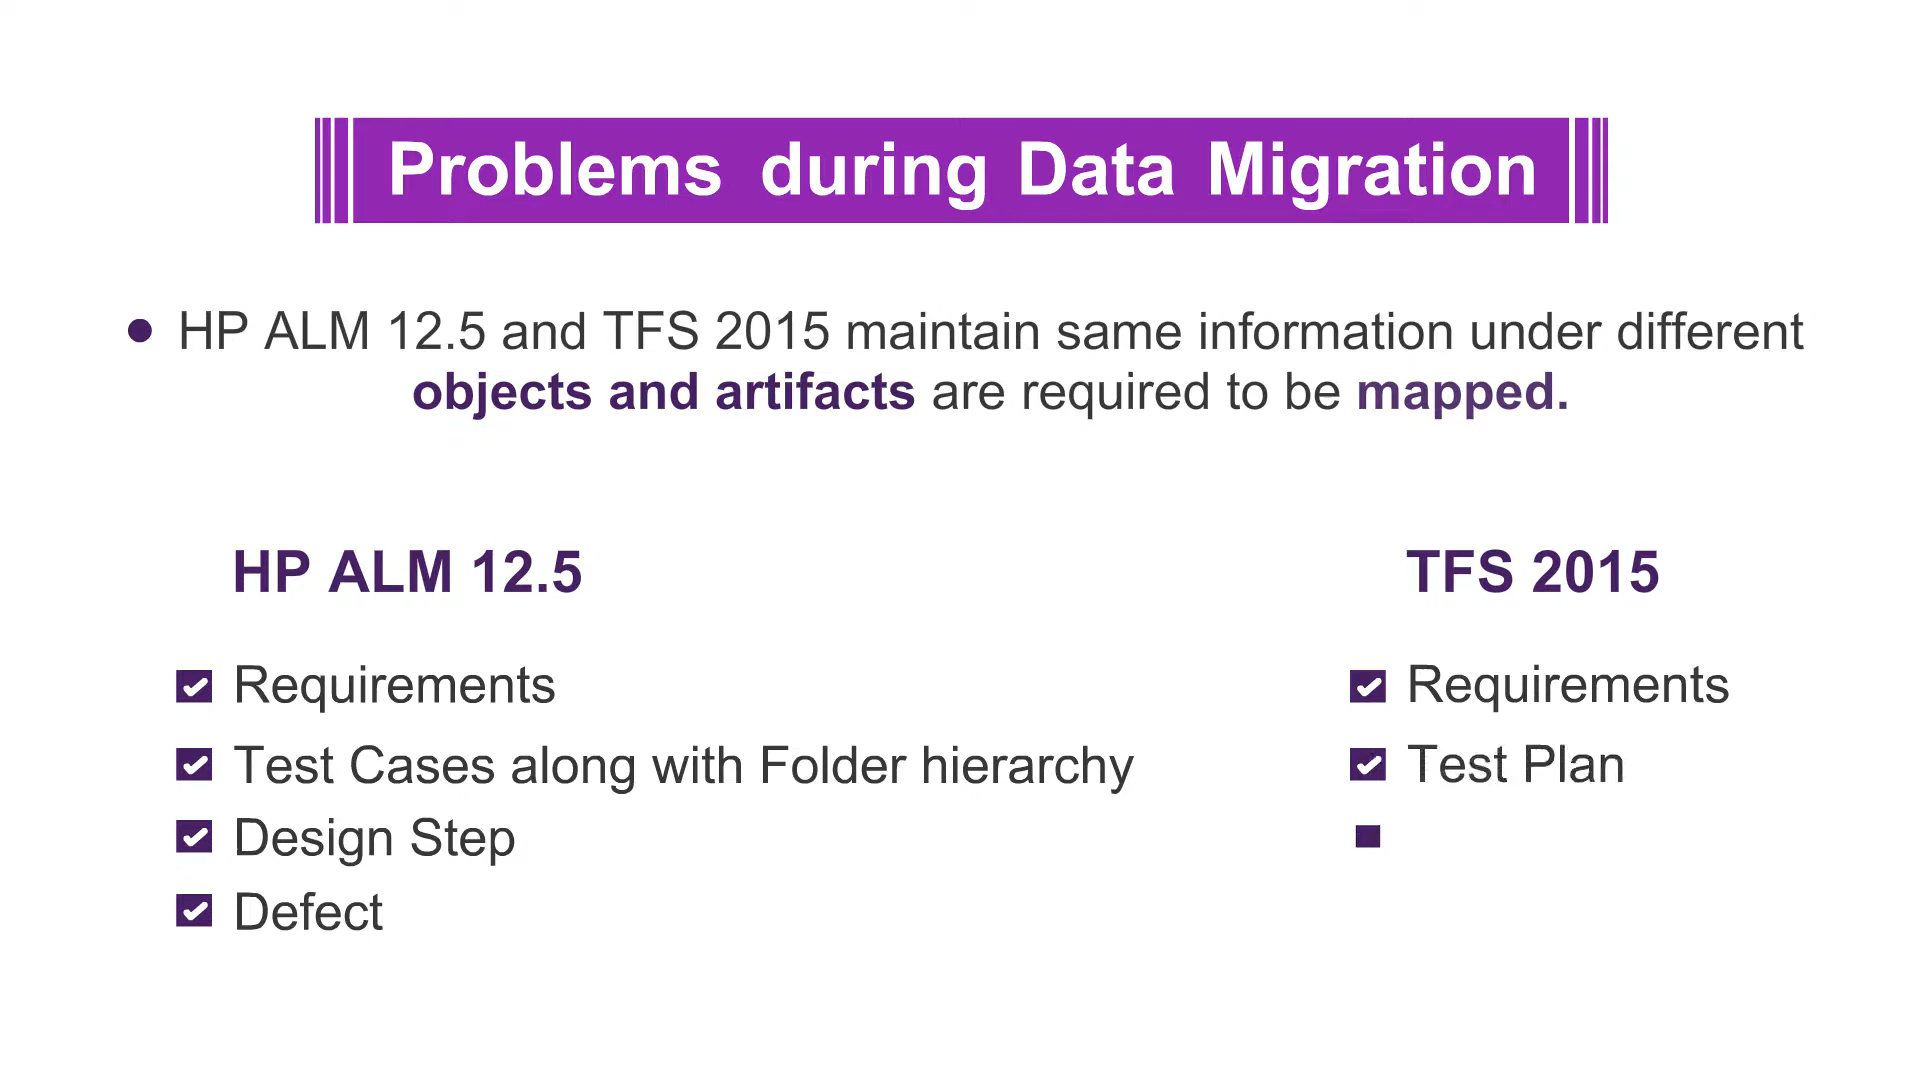 Problems during Data Migration
HP ALM 12.5 and TFS 2015 maintain same information under different
objects and artifacts are required to be mapped.
HP ALM 12.5
Requirements
Test Cases along with Folder hierarchy
Design Step
Defect
TFS 2015
Requirements
Test Plan